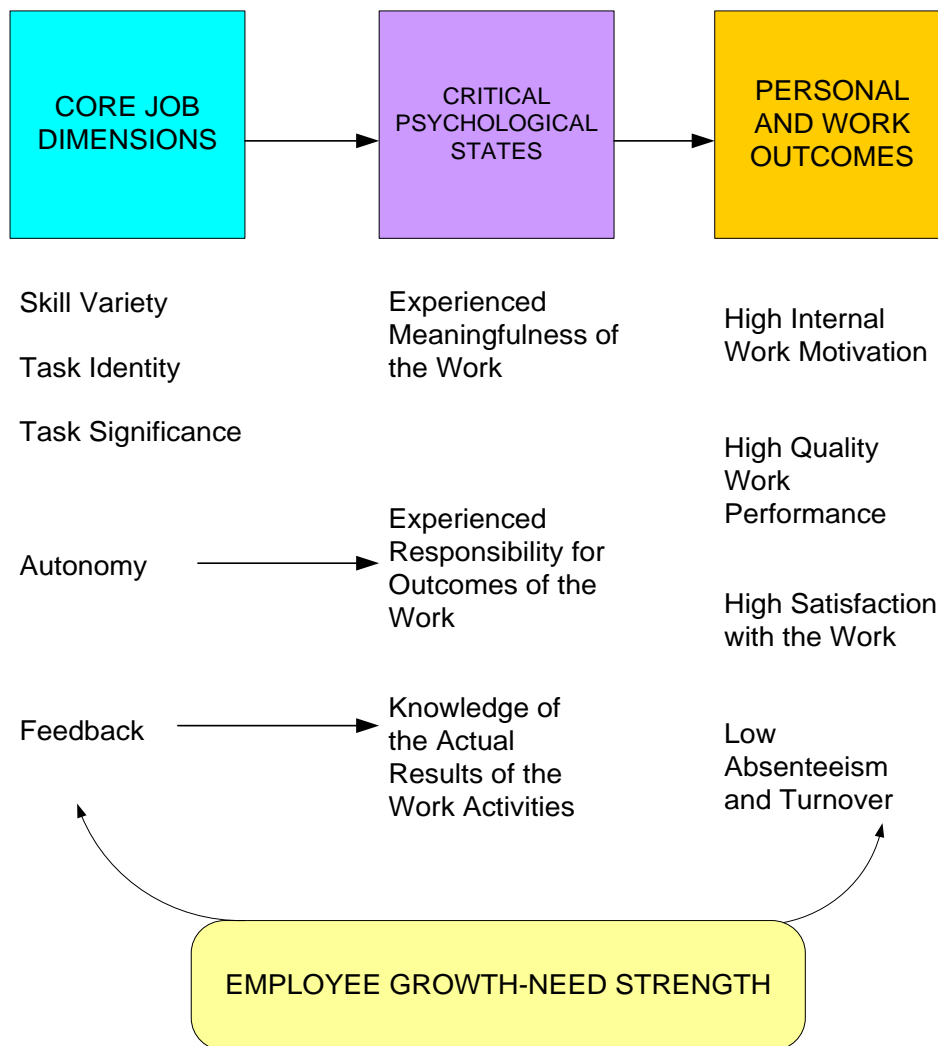 CORE JOB
DIMENSIONS
CRITICAL
PSYCHOLOGICAL
STATES
PERSONAL
AND WORK
OUTCOMES
Skill Variety
Task Identity
Task Significance
Experienced
Meaningfulness of
the Work
High Internal
Work Motivation
High Quality
Work
Performance
Autonomy
Experienced
Responsibility for
Outcomes of the
Work
High Satisfaction
with the Work
Feedback
Knowledge of
the Actual
Results of the
Work Activities
Low
Absenteeism
and Turnover
EMPLOYEE GROWTH-NEED STRENGTH